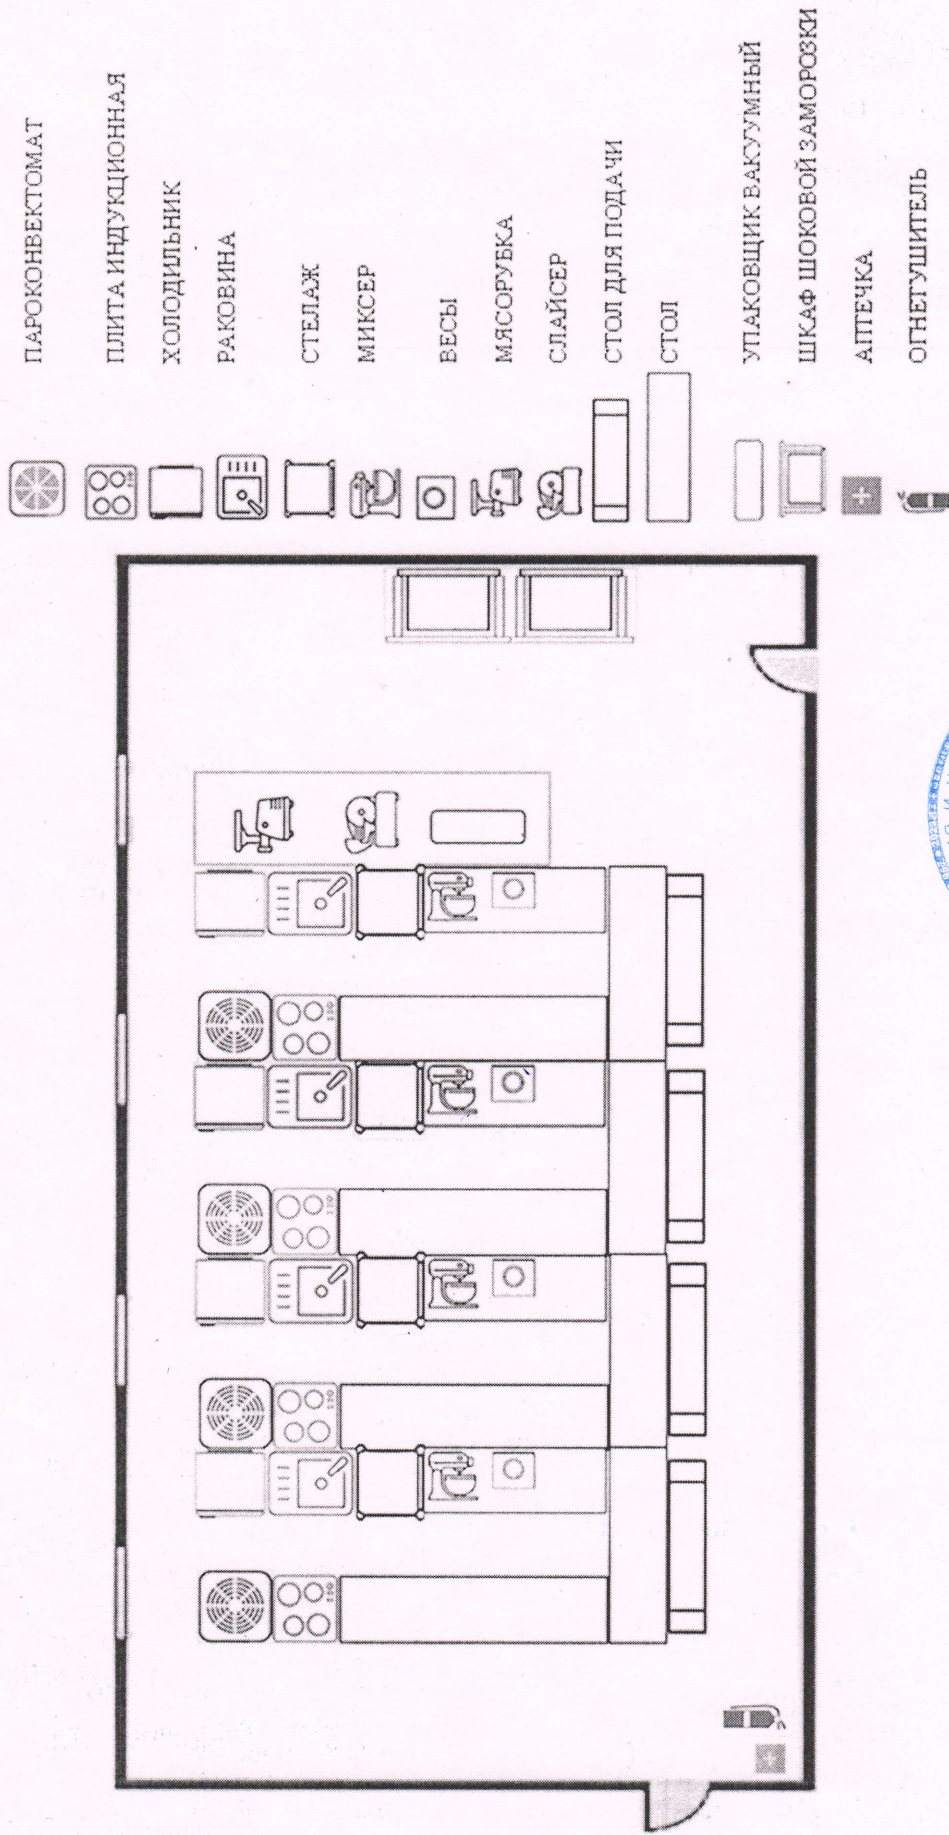 ПАРОКОНВЕКТОМАТ
ПЛИТА ИНДУКЦИОННАЯ
ХОЛОДИЛЬНИК
РАКОВИНА
СТЕЛАЖ
МИКСЕР
ВЕСЫ
МЯСОРУБКА
СЛАЙСЕР
СТОЛ ДЛЯ ПОДАЧИ
СТОЛ
УПАКОВЩИК ВАКУУМНЫЙ
ШКАФ ШОКОВОЙ ЗАМОРОЗКИ
АПТЕЧКА
ОГНЕТУШИТЕЛЬ